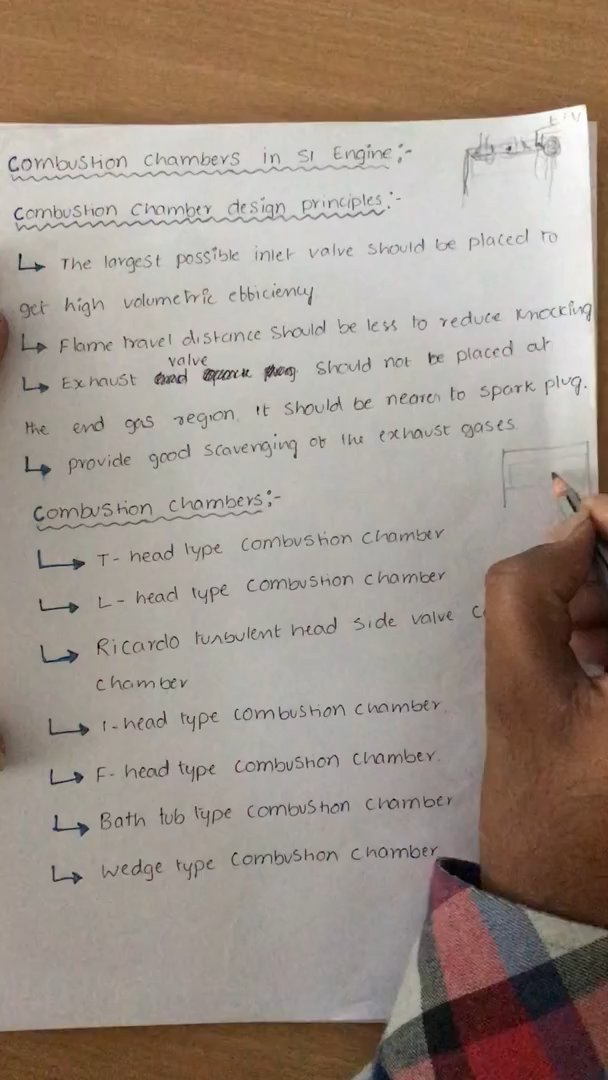 Combustion chambers in SI Engine:-
Combustion Chamber design principles:-
↳ The largest possible inlet valve should be placed to
get high volumetric ebbiciency
↳ Flame travel distance should be less to reduce Knocking
valve
↳ Exhaust should not be placed at
the end gas region. It should be nearer to spark plug.
↳ provide good scavenging of the exhaust gases.
Combustion chambers:-
↳ T- head type combustion chamber
↳ L- head type combustion chamber
↳ Ricardo turbulent head side valve
chamber
↳ I-head type combustion chamber.
↳ F- head type combustion chamber.
↳ Bath tub type combustion chamber
↳ Wedge type combustion chamber